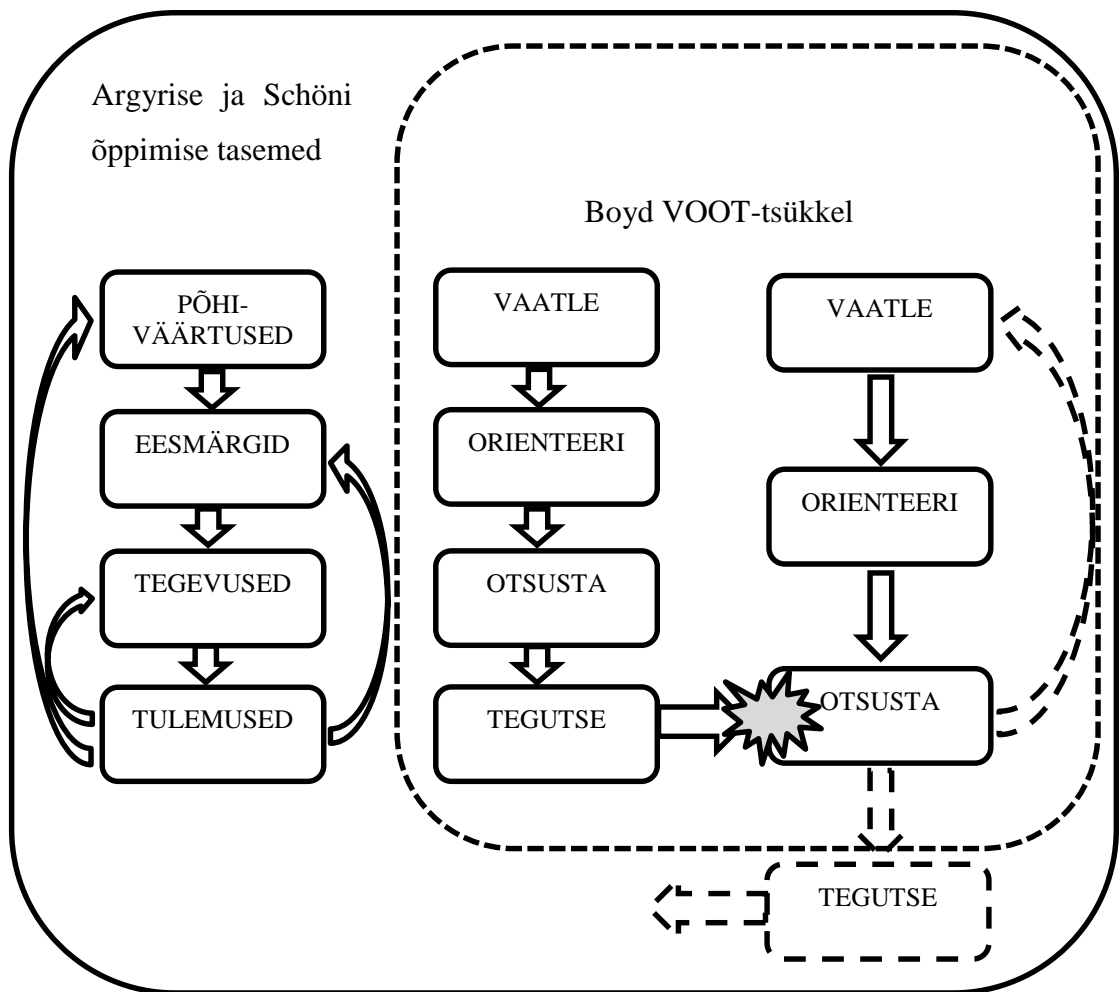 Argyrise ja Schöni
õppimise tasemed
Boyd VOOT-tsükkel
PÕHI-
VÄÄRTUSED
EESMÄRGID
TEGEVUSED
TULEMUSED
VAATLE
ORIENTEERI
OTSUSTA
TEGUTSE
VAATLE
ORIENTEERI
OTSUSTA
TEGUTSE